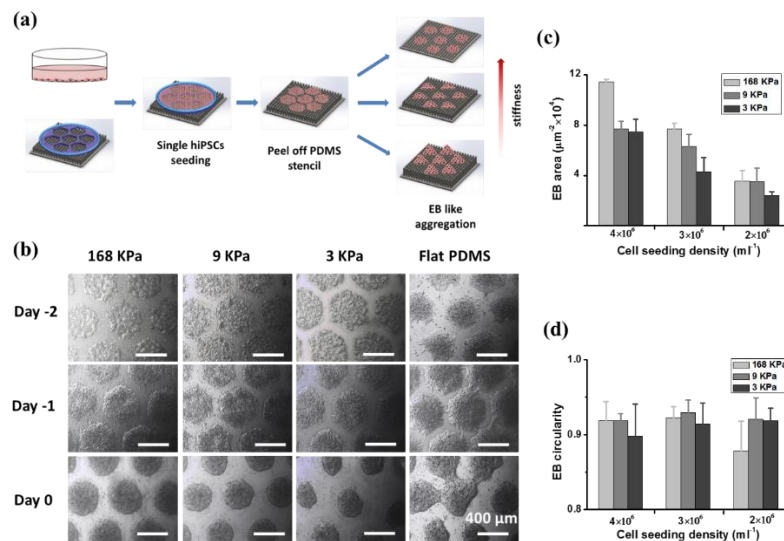 (a)
Single hiPSCs
seeding
Peel off PDMS
stencil
EB like
aggregation
stiffness
(b)
168 KPa
9 KPa
3 KPa
Flat PDMS
Day -2
Day -1
Day 0
400 μm
(c)
EB area (μm⁻²×10⁴)
12
8
4
168 KPa
9 KPa
3 KPa
4×10⁶
3×10⁶
2×10⁶
Cell seeding density (ml⁻¹)
(d)
EB circularity
1.0
0.9
0.8
168 KPa
9 KPa
3 KPa
4×10⁶
3×10⁶
2×10⁶
Cell seeding density (ml⁻¹)